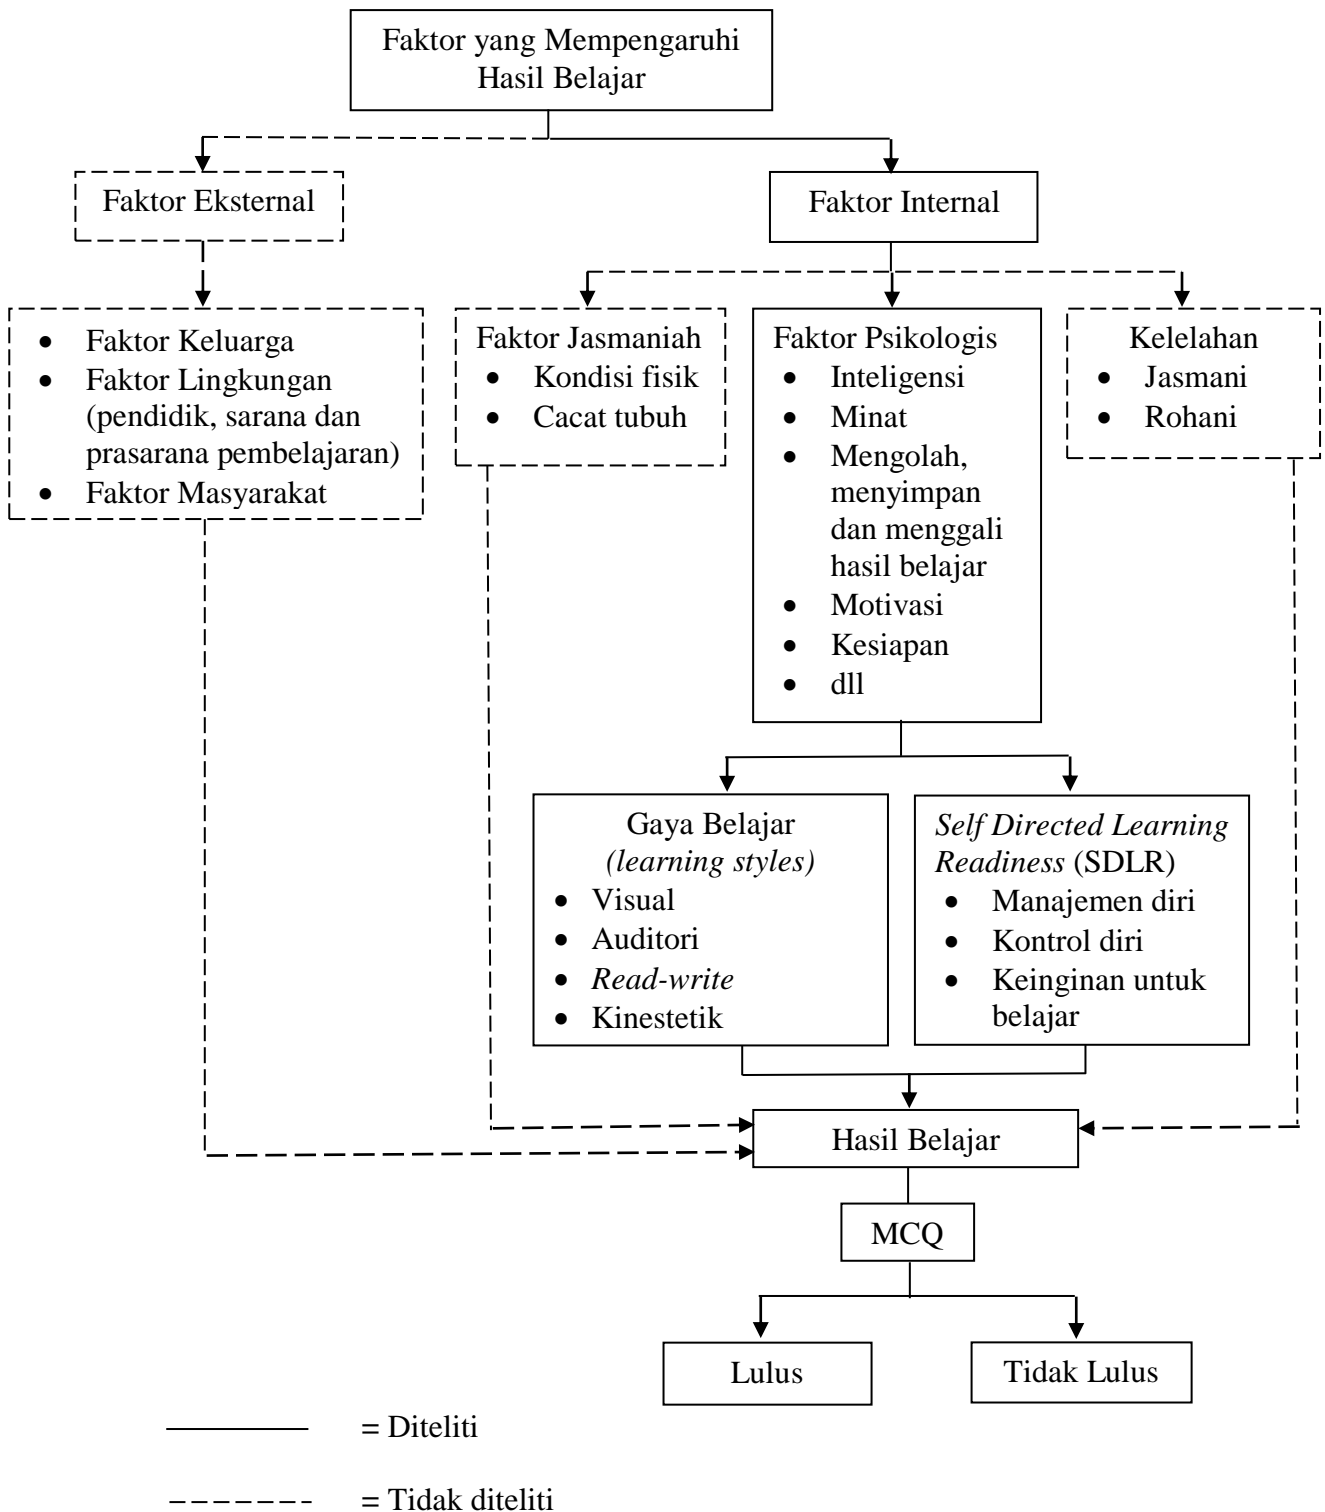 Faktor yang Mempengaruhi
Hasil Belajar
Faktor Eksternal
Faktor Internal
• Faktor Keluarga
• Faktor Lingkungan
(pendidik, sarana dan
prasarana pembelajaran)
• Faktor Masyarakat
Faktor Jasmaniah
• Kondisi fisik
• Cacat tubuh
Faktor Psikologis
• Inteligensi
• Minat
• Mengolah,
menyimpan
dan menggali
hasil belajar
• Motivasi
• Kesiapan
• dll
Kelelahan
• Jasmani
• Rohani
Gaya Belajar
(learning styles)
• Visual
• Auditori
• Read-write
• Kinestetik
Self Directed Learning
Readiness (SDLR)
• Manajemen diri
• Kontrol diri
• Keinginan untuk
belajar
Hasil Belajar
MCQ
Lulus
Tidak Lulus
= Diteliti
= Tidak diteliti